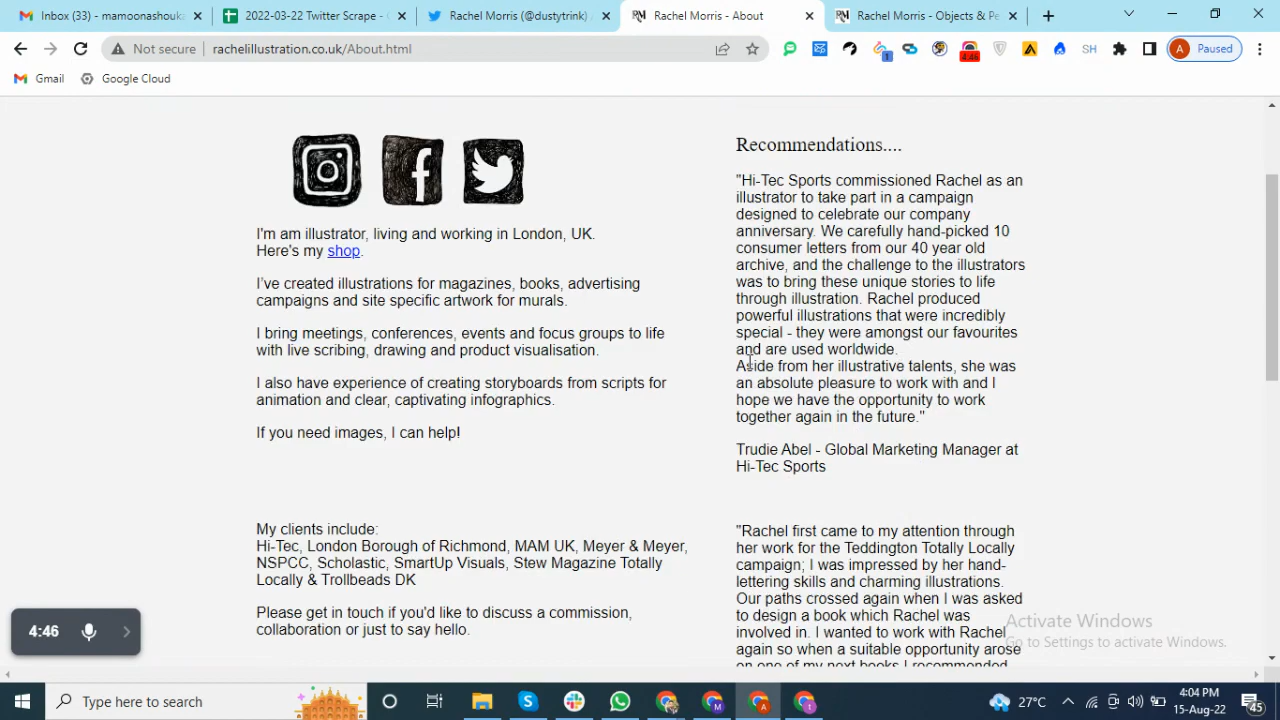 Inbox (33) - mamoonashouka
2022-03-22 Twitter Scrape -
Rachel Morris (@dustytrink)
Rachel Morris - About
Rachel Morris - Objects & Pe
Not secure
rachelillustration.co.uk/About.html
1
4:46
SH
A
Paused
Gmail
Google Cloud
I'm am illustrator, living and working in London, UK.
Here's my shop.
I've created illustrations for magazines, books, advertising
campaigns and site specific artwork for murals.
I bring meetings, conferences, events and focus groups to life
with live scribing, drawing and product visualisation.
I also have experience of creating storyboards from scripts for
animation and clear, captivating infographics.
If you need images, I can help!
My clients include:
Hi-Tec, London Borough of Richmond, MAM UK, Meyer & Meyer,
NSPCC, Scholastic, SmartUp Visuals, Stew Magazine Totally
Locally & Trollbeads DK
Please get in touch if you'd like to discuss a commission,
collaboration or just to say hello.
Recommendations....
"Hi-Tec Sports commissioned Rachel as an
illustrator to take part in a campaign
designed to celebrate our company
anniversary. We carefully hand-picked 10
consumer letters from our 40 year old
archive, and the challenge to the illustrators
was to bring these unique stories to life
through illustration. Rachel produced
powerful illustrations that were incredibly
special - they were amongst our favourites
and are used worldwide.
Aside from her illustrative talents, she was
an absolute pleasure to work with and I
hope we have the opportunity to work
together again in the future."
Trudie Abel - Global Marketing Manager at
Hi-Tec Sports
"Rachel first came to my attention through
her work for the Teddington Totally Locally
campaign; I was impressed by her hand-
lettering skills and charming illustrations.
Our paths crossed again when I was asked
to design a book which Rachel was
involved in. I wanted to work with Rachel
again so when a suitable opportunity arose
on one of my next books I recommended
Activate Windows
Go to Settings to activate Windows.
4:46
Type here to search
27°C
4:04 PM
15-Aug-22
45